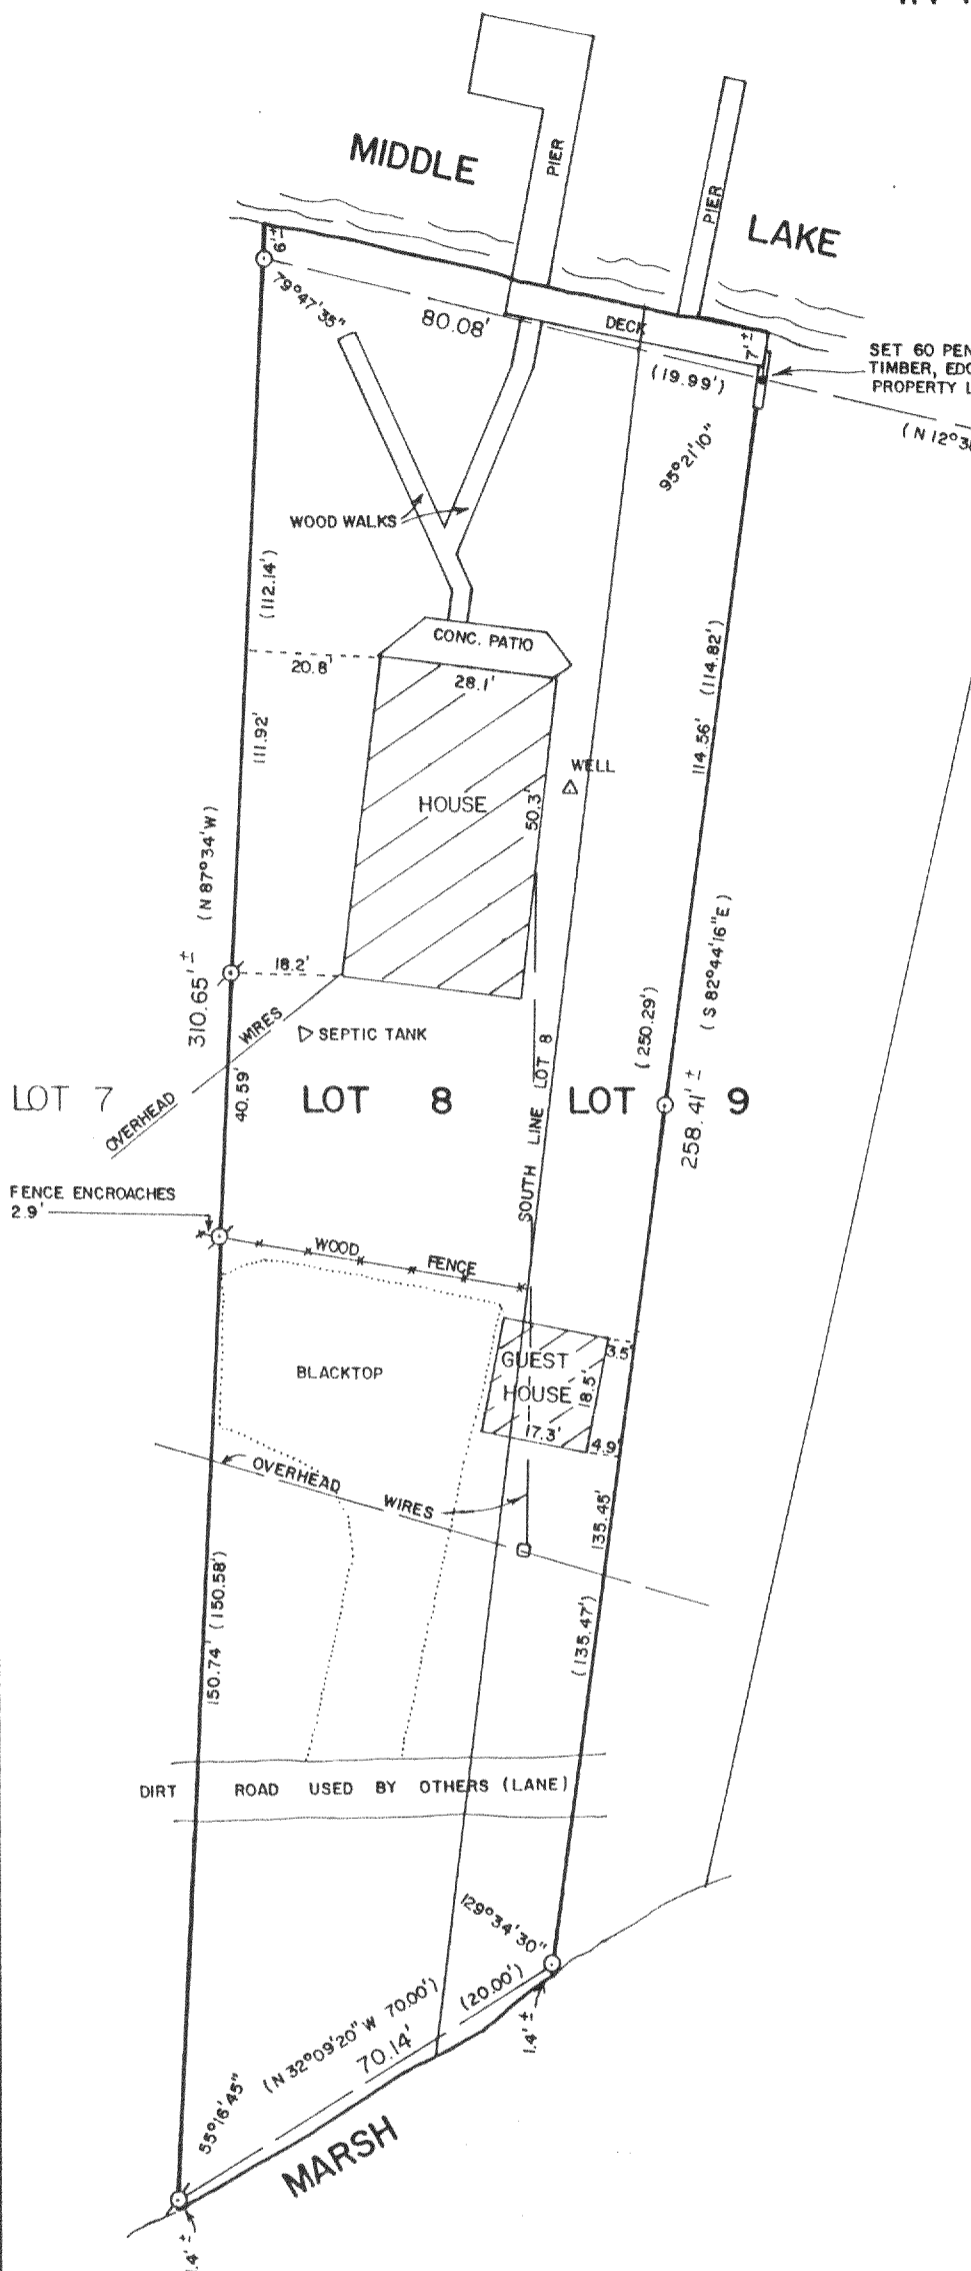 MIDDLE
PIER
PIER
LAKE
6'±
79°47'35"
80.08'
DECK
7'±
(19.99')
SET 60 PEN
TIMBER, EDG
PROPERTY L
(N 12°38
95°21'10"
WOOD WALKS
(112.14')
CONC. PATIO
20.8'
28.1'
(114.82')
111.92'
114.56'
WELL
HOUSE
50.3'
(N 87°34' W)
(S 82°44'16" E)
18.2'
310.65'±
(250.29')
OVERHEAD WIRES
SEPTIC TANK
40.59'
LOT 7
LOT 8
LOT 9
258.41'±
SOUTH LINE LOT 8
FENCE ENCROACHES
2.9'
WOOD FENCE
BLACKTOP
GUEST
HOUSE
3.5'
18.5'
17.3'
4.9'
OVERHEAD WIRES
135.45'
150.74' (150.58')
(135.47')
DIRT ROAD USED BY OTHERS (LANE)
129°34'30"
(N 32°09'20" W 70.00')
(20.00')
70.14'
1.4'±
55°16'45"
MARSH
1.4'±